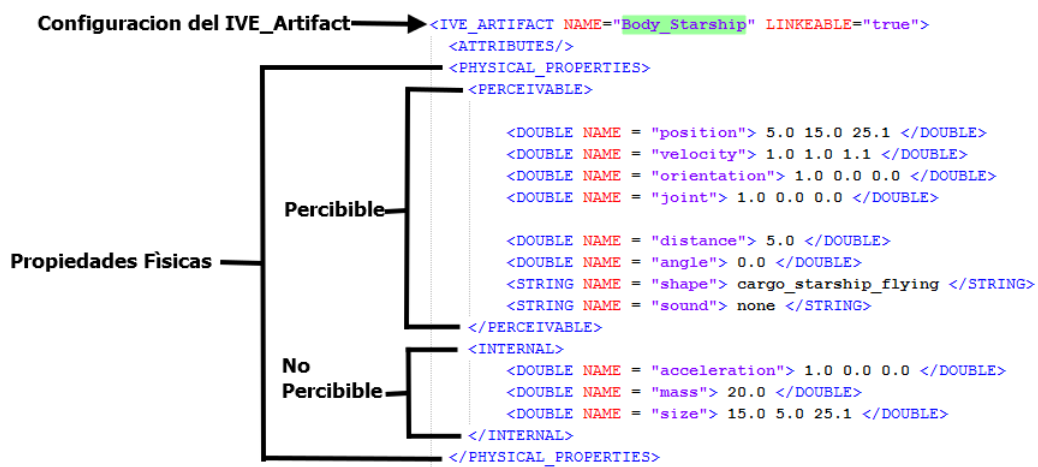 Configuracion del IVE_Artifact
<IVE_ARTIFACT NAME="Body_Starship" LINKEABLE="true">
<ATTRIBUTES/>
<PHYSICAL_PROPERTIES>
<PERCEIVABLE>
<DOUBLE NAME = "position"> 5.0 15.0 25.1 </DOUBLE>
<DOUBLE NAME = "velocity"> 1.0 1.0 1.1 </DOUBLE>
<DOUBLE NAME = "orientation"> 1.0 0.0 0.0 </DOUBLE>
<DOUBLE NAME = "joint"> 1.0 0.0 0.0 </DOUBLE>
Percibible
<DOUBLE NAME = "distance"> 5.0 </DOUBLE>
<DOUBLE NAME = "angle"> 0.0 </DOUBLE>
Propiedades Fìsicas
<STRING NAME = "shape"> cargo_starship_flying </STRING>
<STRING NAME = "sound"> none </STRING>
</PERCEIVABLE>
<INTERNAL>
No
Percibible
<DOUBLE NAME = "acceleration"> 1.0 0.0 0.0 </DOUBLE>
<DOUBLE NAME = "mass"> 20.0 </DOUBLE>
<DOUBLE NAME = "size"> 15.0 5.0 25.1 </DOUBLE>
</INTERNAL>
</PHYSICAL_PROPERTIES>